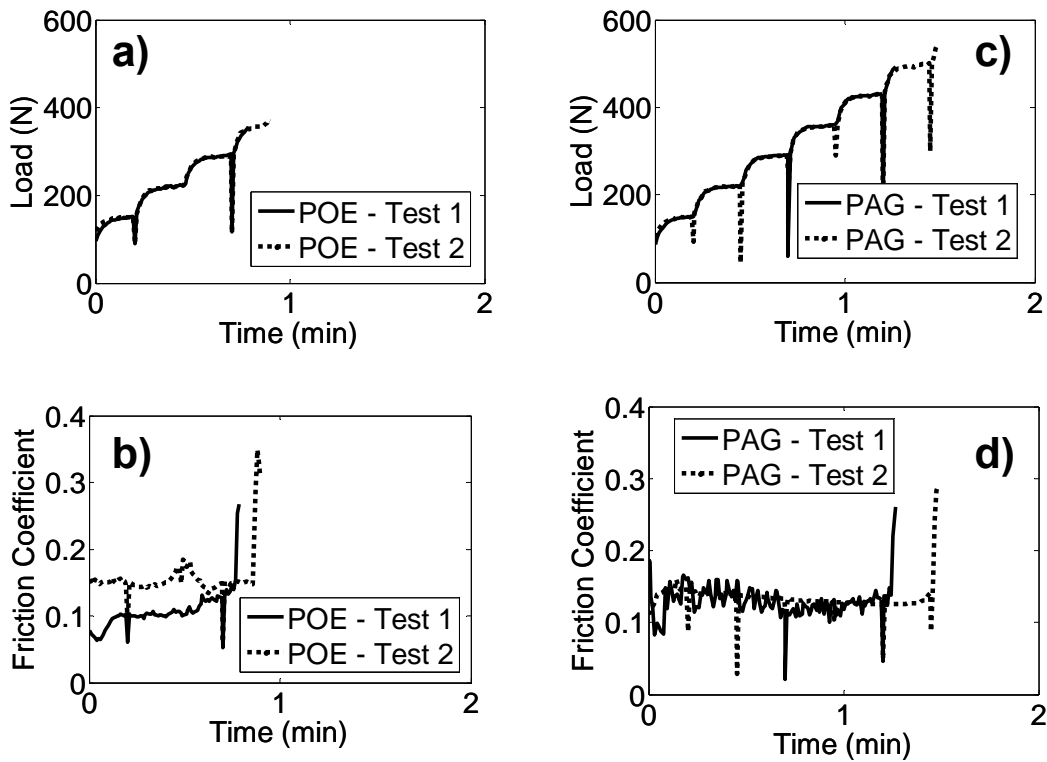 a)
600
400
200
0
Load (N)
POE - Test 1
POE - Test 2
0
1
2
Time (min)
c)
600
400
200
0
Load (N)
PAG - Test 1
PAG - Test 2
0
1
2
Time (min)
b)
0.4
0.3
0.2
0.1
0
Friction Coefficient
POE - Test 1
POE - Test 2
0
1
2
Time (min)
d)
0.4
0.3
0.2
0.1
0
Friction Coefficient
PAG - Test 1
PAG - Test 2
0
1
2
Time (min)